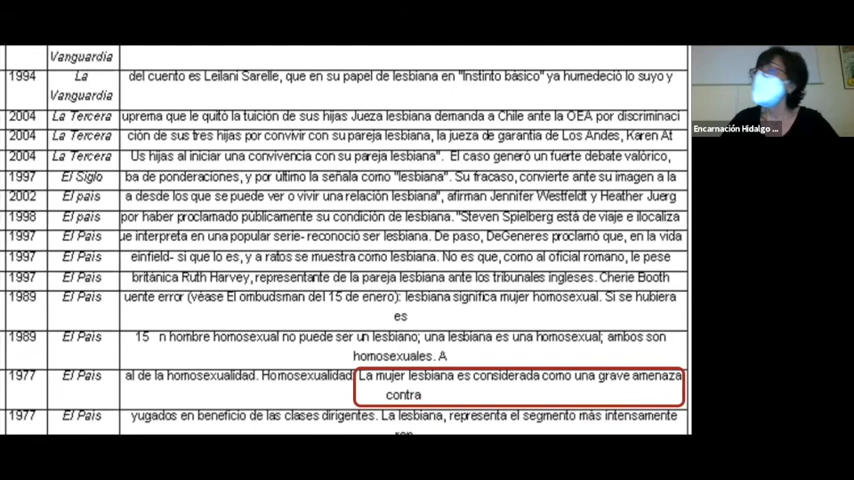 Vanguardia
1994 La Vanguardia del cuento es Leilani Sarelle, que en su papel de lesbiana en "Instinto básico" ya humedeció lo suyo y
2004 La Tercera uprema que le quitó la tuición de sus hijas Jueza lesbiana demanda a Chile ante la OEA por discriminaci
2004 La Tercera ción de sus tres hijas por convivir con su pareja lesbiana, la jueza de garantía de Los Andes, Karen At
2004 La Tercera Us hijas al iniciar una convivencia con su pareja lesbiana". El caso generó un fuerte debate valórico,
1997 El Siglo ba de ponderaciones, y por último la señala como "lesbiana". Su fracaso, convierte ante su imagen a la
2002 El país a desde los que se puede ver o vivir una relación lesbiana", afirman Jennifer Westfeldt y Heather Juerg
1998 El país por haber proclamado públicamente su condición de lesbiana. "Steven Spielberg está de viaje e ilocaliza
1997 El País ue interpreta en una popular serie- reconoció ser lesbiana. De paso, DeGeneres proclamó que, en la vida
1997 El País einfield- si que lo es, y a ratos se muestra como lesbiana. No es que, como al oficial romano, le pese
1997 El País británica Ruth Harvey, representante de la pareja lesbiana ante los tribunales ingleses. Cherie Booth
1989 El País uente error (véase El ombudsman del 15 de enero): lesbiana significa mujer homosexual. Si se hubiera
es
1989 El País 15 n hombre homosexual no puede ser un lesbiano; una lesbiana es una homosexual; ambos son
homosexuales. A
1977 El País al de la homosexualidad. Homosexualidad. La mujer lesbiana es considerada como una grave amenaza
contra
1977 El País yugados en beneficio de las clases dirigentes. La lesbiana, representa el segmento más intensamente
Encarnación Hidalgo ...